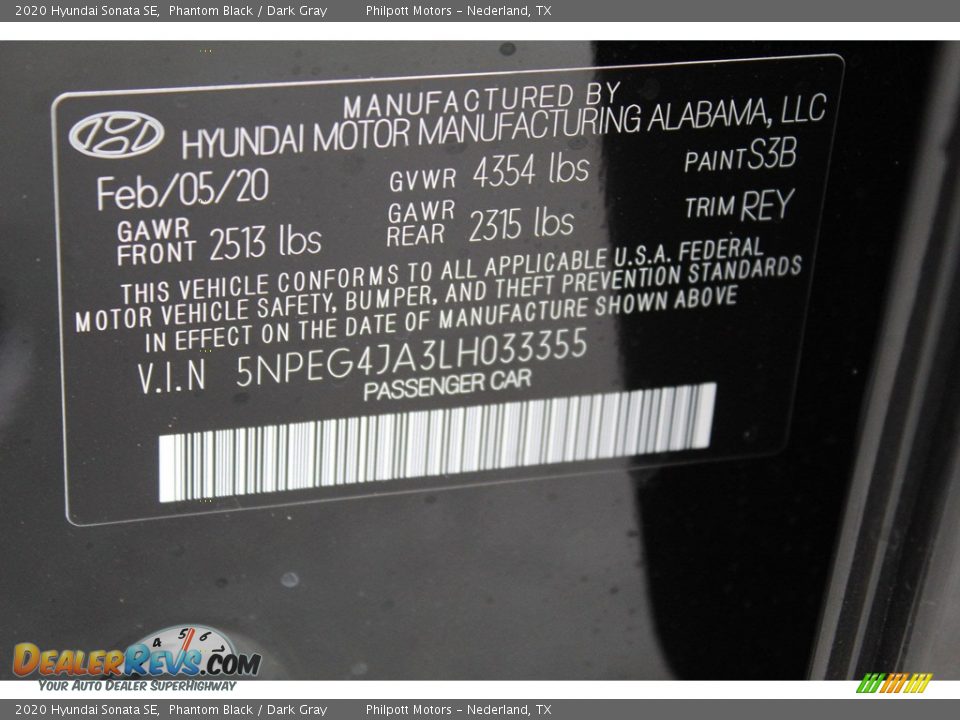 2020 Hyundai Sonata SE, Phantom Black / Dark Gray Philpott Motors - Nederland, TX
MANUFACTURED BY
HYUNDAI MOTOR MANUFACTURING ALABAMA, LLC
Feb/05/20 GVWR 4354 lbs PAINT S3B
GAWR FRONT 2513 lbs GAWR REAR 2315 lbs TRIM REY
THIS VEHICLE CONFORMS TO ALL APPLICABLE U.S.A. FEDERAL
MOTOR VEHICLE SAFETY, BUMPER, AND THEFT PREVENTION STANDARDS
IN EFFECT ON THE DATE OF MANUFACTURE SHOWN ABOVE
V.I.N 5NPEG4JA3LH033355
PASSENGER CAR
4 5 6
DEALERREVS.COM
YOUR AUTO DEALER SUPERHIGHWAY
2020 Hyundai Sonata SE, Phantom Black / Dark Gray Philpott Motors - Nederland, TX